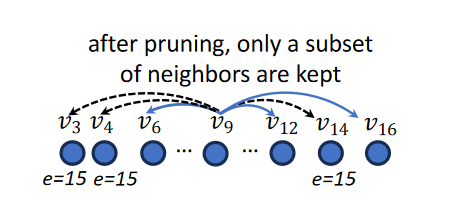 after pruning, only a subset
of neighbors are kept
v₃ v₄ v₆ v₉ v₁₂ v₁₄ v₁₆
... ...
e=15 e=15 e=15